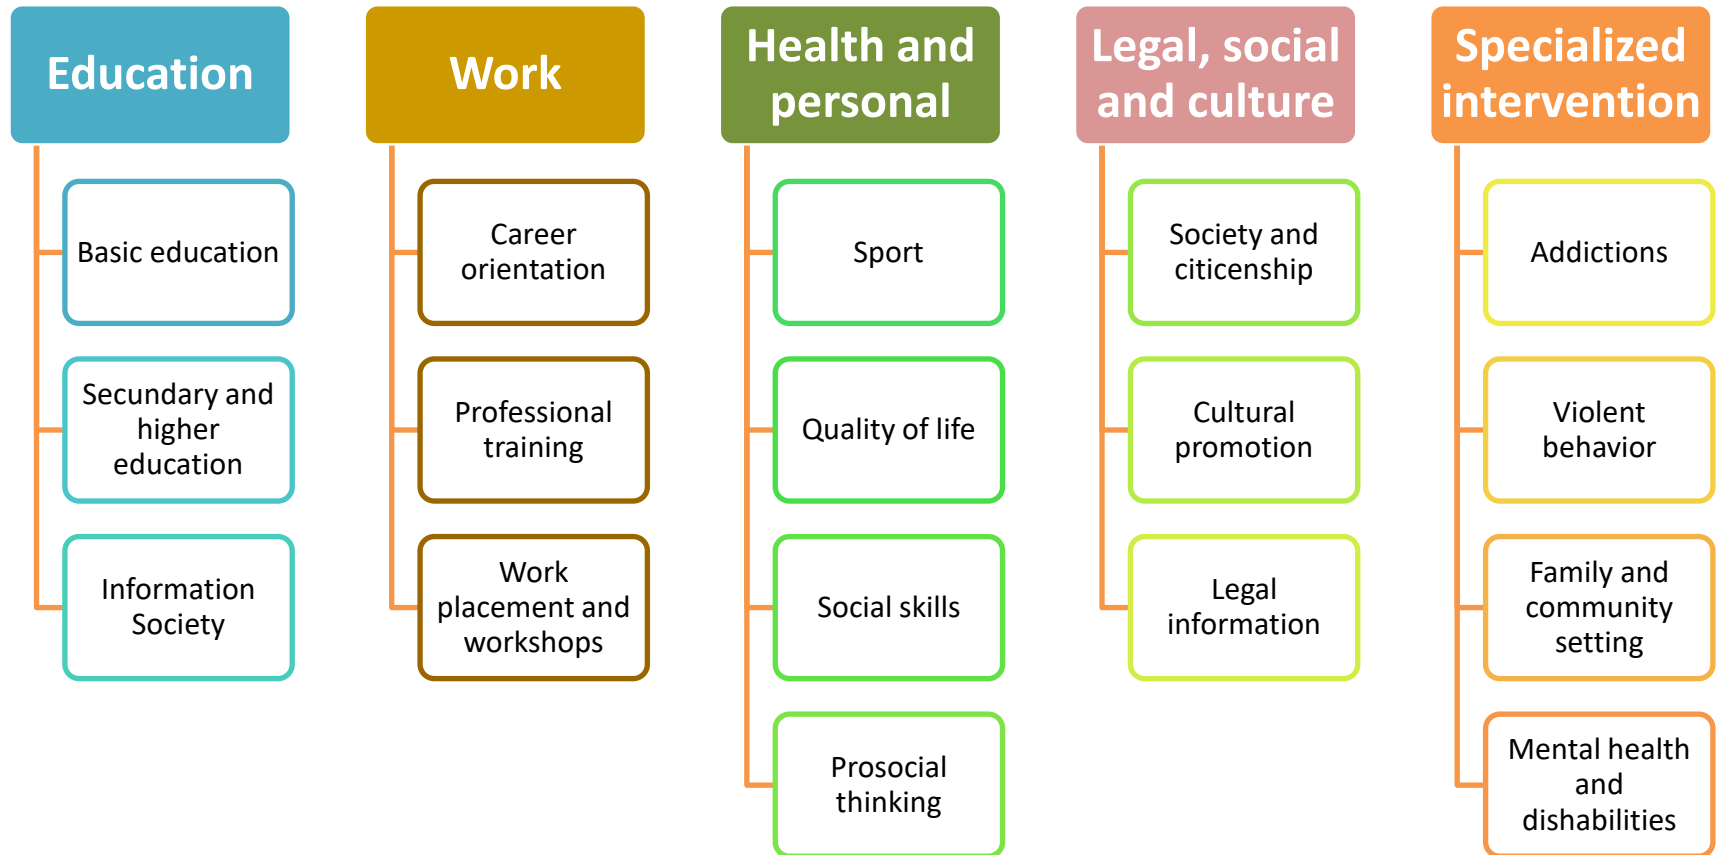 Education
Basic education
Secundary and
higher
education
Information
Society
Work
Career
orientation
Professional
training
Work
placement and
workshops
Health and
personal
Sport
Quality of life
Social skills
Prosocial
thinking
Legal, social
and culture
Society and
citicenship
Cultural
promotion
Legal
information
Specialized
intervention
Addictions
Violent
behavior
Family and
community
setting
Mental health
and
dishabilities